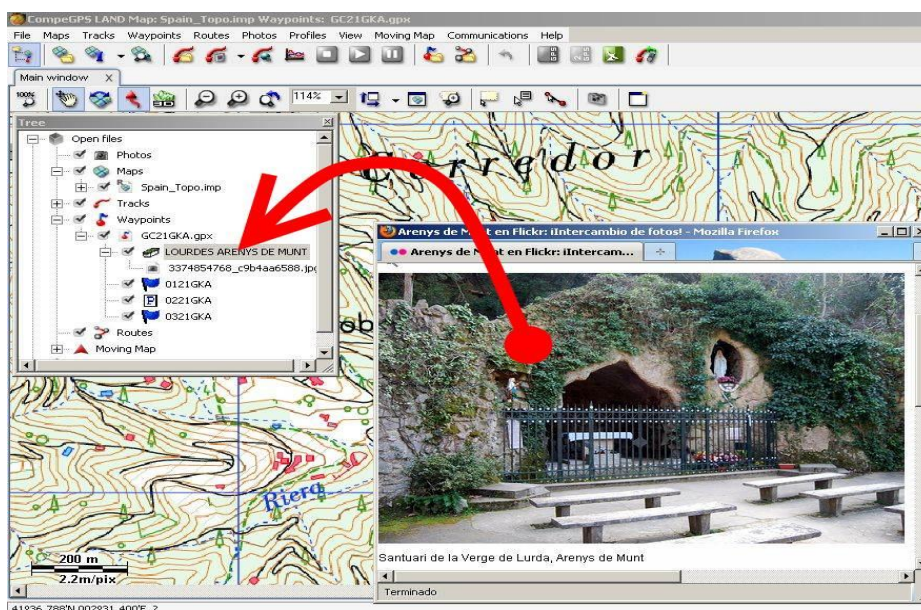 CompeGPS LAND Map: Spain_Topo.imp Waypoints: GC21GKA.gpx
File Maps Tracks Waypoints Routes Photos Profiles View Moving Map Communications Help
Main window X
100%
114%
Tree
Open files
Photos
Maps
Spain_Topo.imp
Tracks
Waypoints
GC21GKA.gpx
LOURDES ARENYS DE MUNT
3374854768_c9b4aa6588.jpg
0121GKA
P 0221GKA
0321GKA
Routes
Moving Map
Corredor
Riera
200 m
2.2m/pix
Arenys de Munt en Flickr: ¡Intercambio de fotos! - Mozilla Firefox
Arenys de Munt en Flickr: ¡Intercam...
Santuari de la Verge de Lurda, Arenys de Munt
Terminado